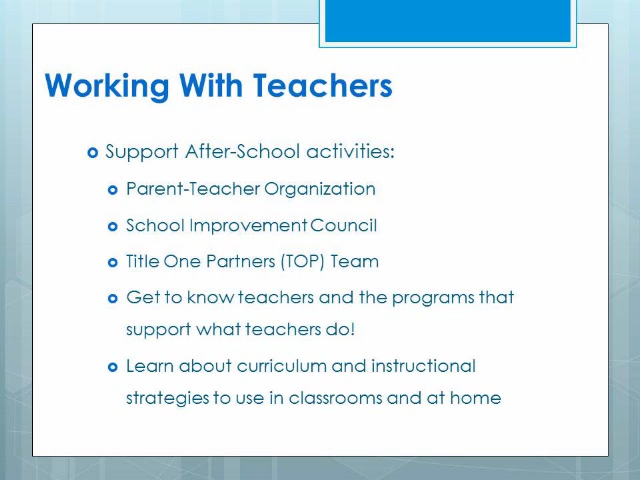 Working With Teachers
Support After-School activities:
Parent-Teacher Organization
School Improvement Council
Title One Partners (TOP) Team
Get to know teachers and the programs that
support what teachers do!
Learn about curriculum and instructional
strategies to use in classrooms and at home